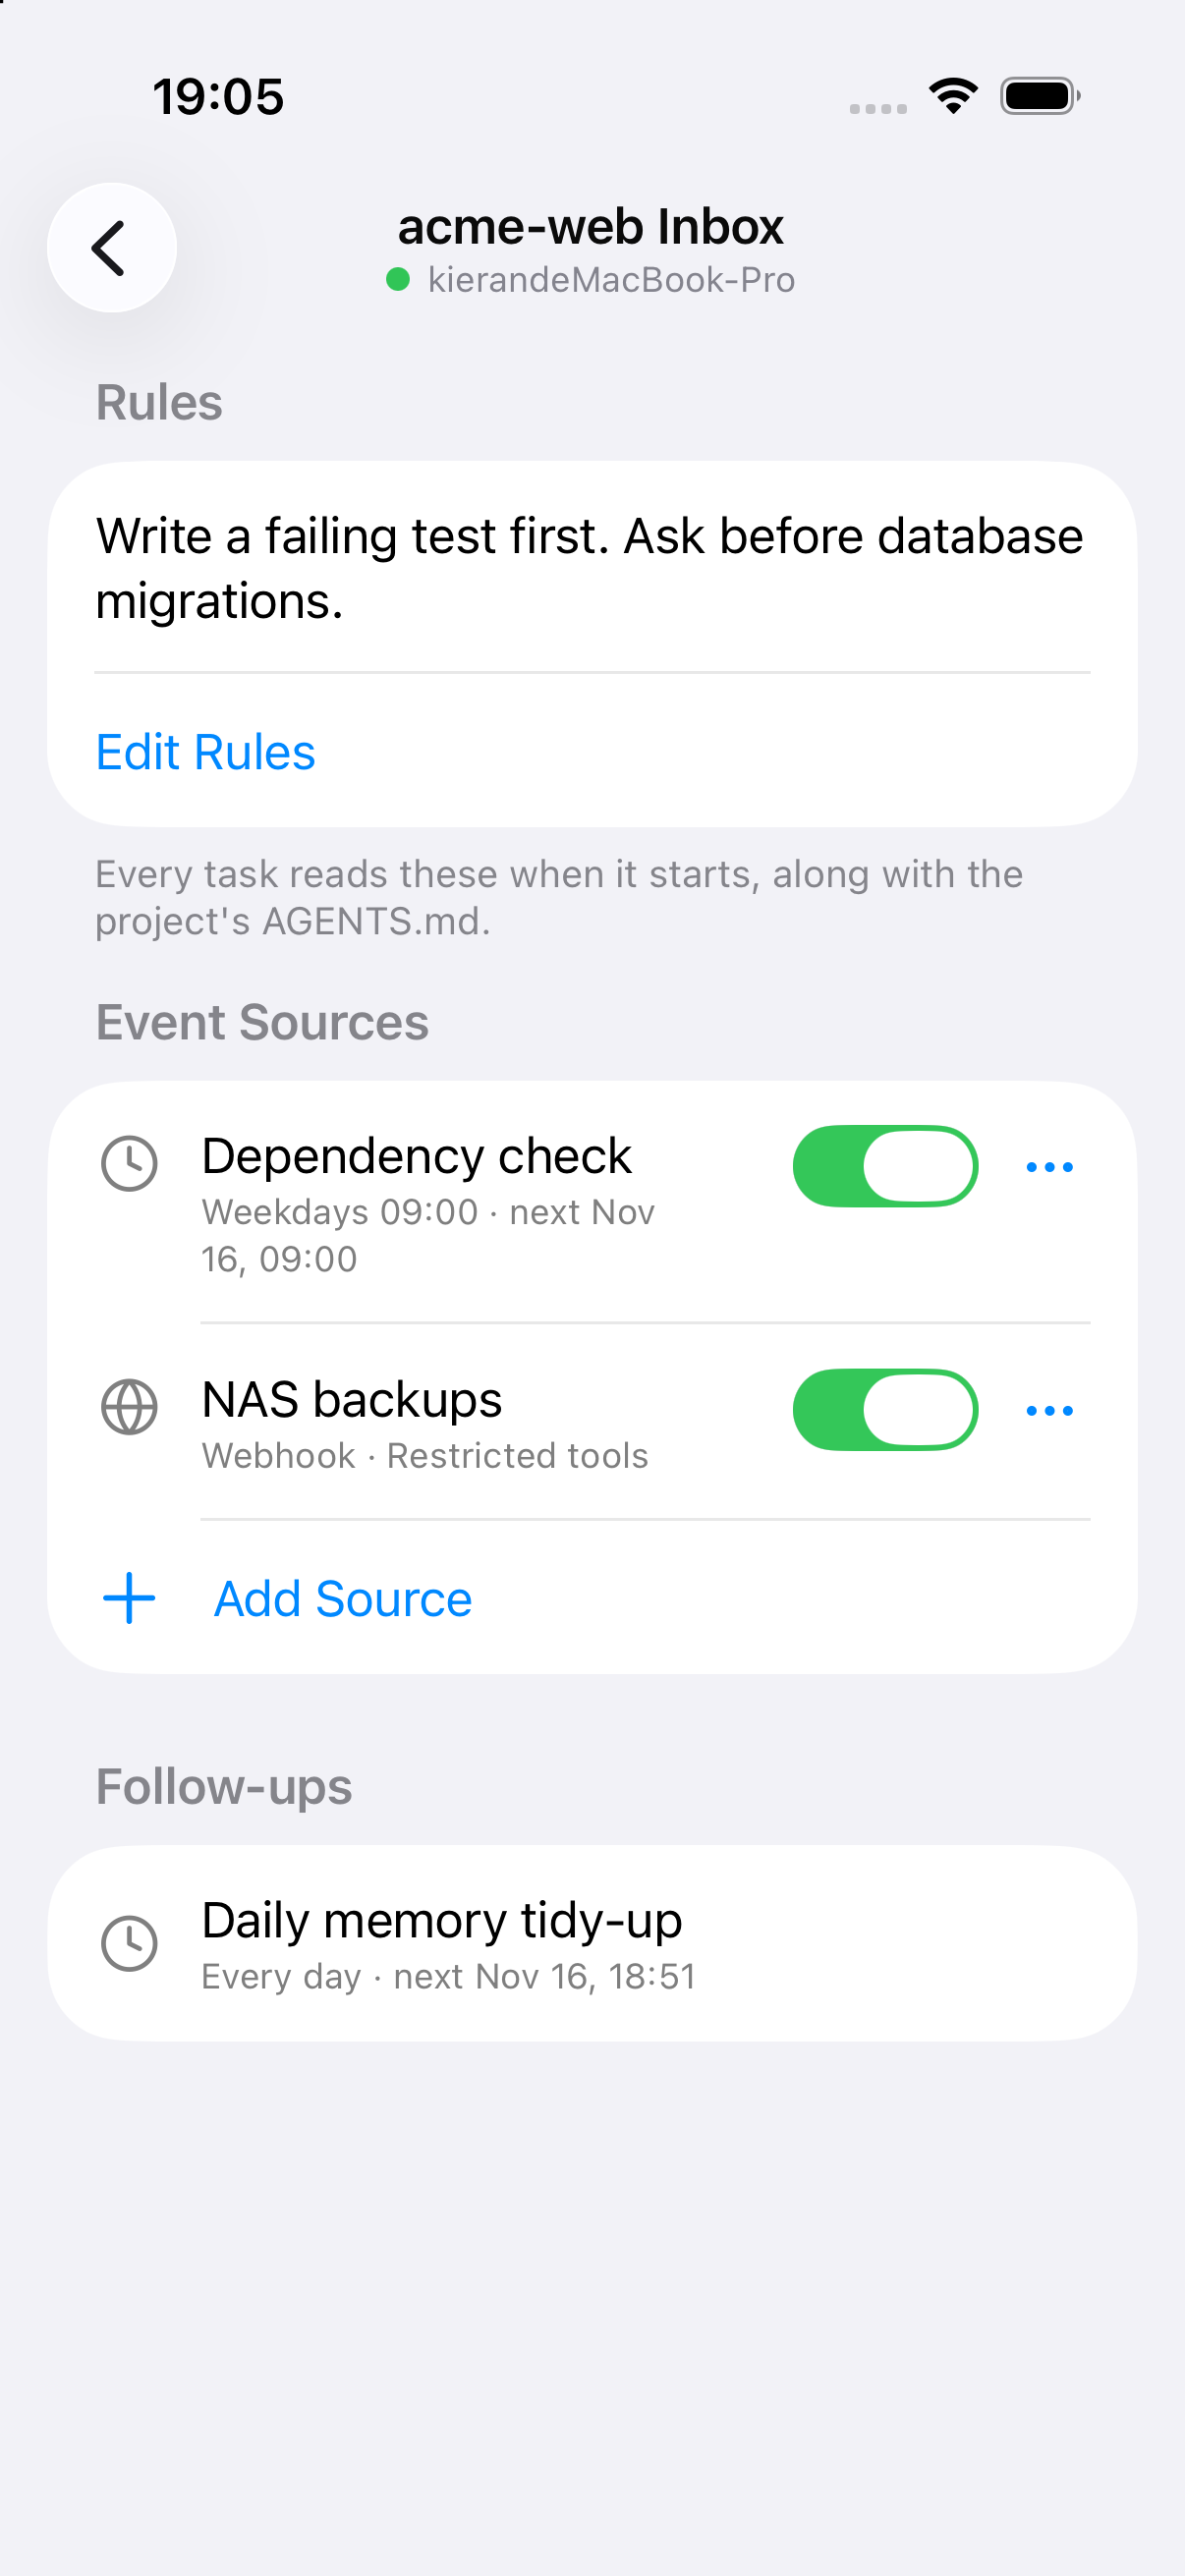 19:05
acme-web Inbox
kierandeMacBook-Pro
Rules
Write a failing test first. Ask before database
migrations.
Edit Rules
Every task reads these when it starts, along with the
project's AGENTS.md.
Event Sources
Dependency check
Weekdays 09:00 · next Nov
16, 09:00
NAS backups
Webhook · Restricted tools
Add Source
Follow-ups
Daily memory tidy-up
Every day · next Nov 16, 18:51